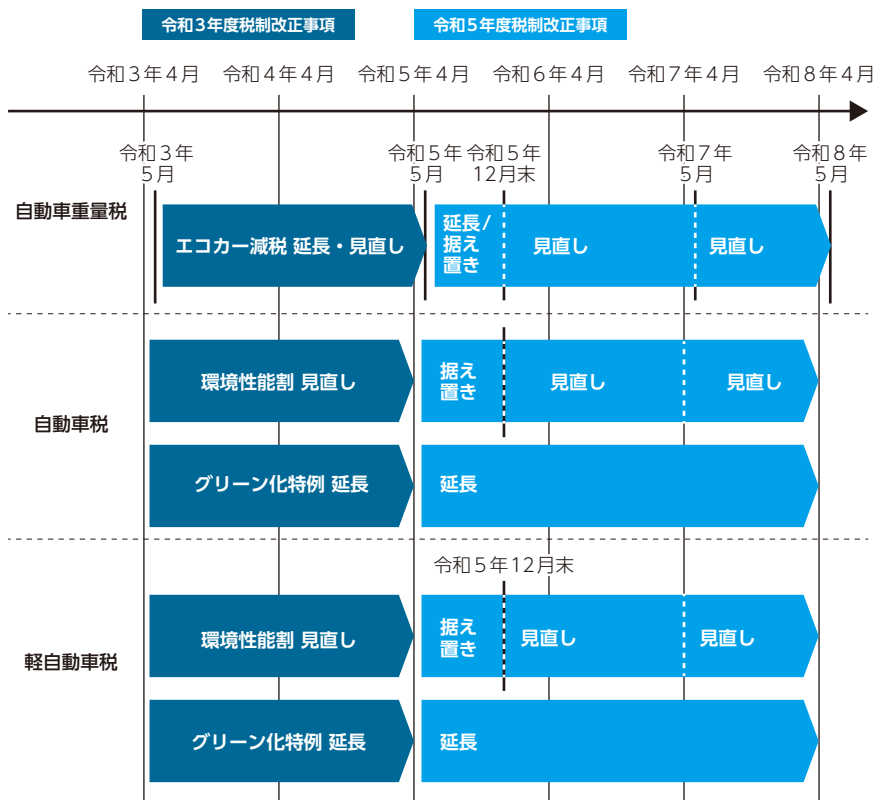 令和３年度税制改正事項
令和５年度税制改正事項
令和３年４月
令和４年４月
令和５年４月
令和６年４月
令和７年４月
令和８年４月
令和３年
５月
令和５年
５月
令和５年
12月末
令和７年
５月
令和８年
５月
自動車重量税
エコカー減税 延長・見直し
延長/
据え
置き
見直し
見直し
自動車税
環境性能割 見直し
据え
置き
見直し
見直し
グリーン化特例 延長
延長
令和５年12月末
軽自動車税
環境性能割 見直し
据え
置き
見直し
見直し
グリーン化特例 延長
延長